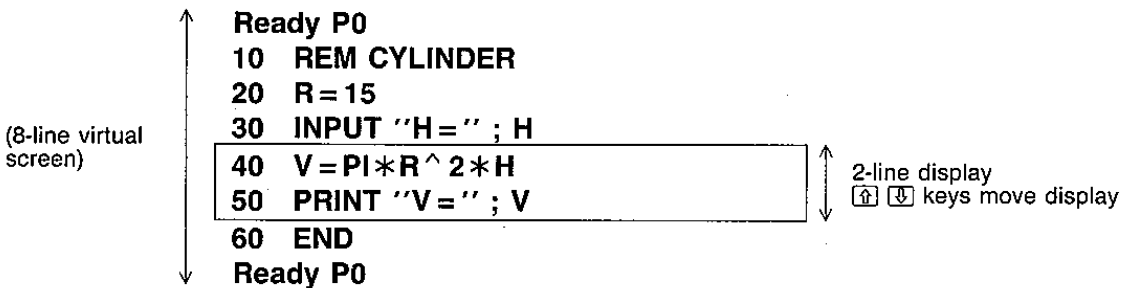 Ready P0
10 REM CYLINDER
20 R=15
30 INPUT "H=" ; H
(8-line virtual
screen)
40 V=PI*R^2*H
50 PRINT "V=" ; V
2-line display
⇧ ⇩ keys move display
60 END
Ready P0